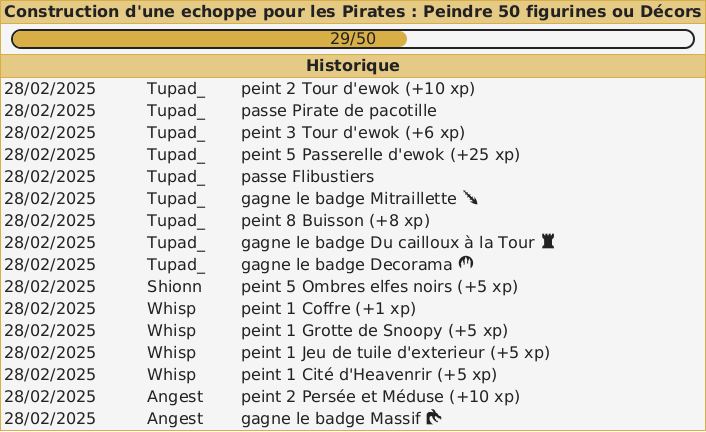 Construction d'une echoppe pour les Pirates : Peindre 50 figurines ou Décors
29/50
Historique
28/02/2025 Tupad_ peint 2 Tour d'ewok (+10 xp)
28/02/2025 Tupad_ passe Pirate de pacotille
28/02/2025 Tupad_ peint 3 Tour d'ewok (+6 xp)
28/02/2025 Tupad_ peint 5 Passerelle d'ewok (+25 xp)
28/02/2025 Tupad_ passe Flibustiers
28/02/2025 Tupad_ gagne le badge Mitraillette
28/02/2025 Tupad_ peint 8 Buisson (+8 xp)
28/02/2025 Tupad_ gagne le badge Du cailloux à la Tour
28/02/2025 Tupad_ gagne le badge Decorama
28/02/2025 Shionn peint 5 Ombres elfes noirs (+5 xp)
28/02/2025 Whisp peint 1 Coffre (+1 xp)
28/02/2025 Whisp peint 1 Grotte de Snoopy (+5 xp)
28/02/2025 Whisp peint 1 Jeu de tuile d'exterieur (+5 xp)
28/02/2025 Whisp peint 1 Cité d'Heavenrir (+5 xp)
28/02/2025 Angest peint 2 Persée et Méduse (+10 xp)
28/02/2025 Angest gagne le badge Massif